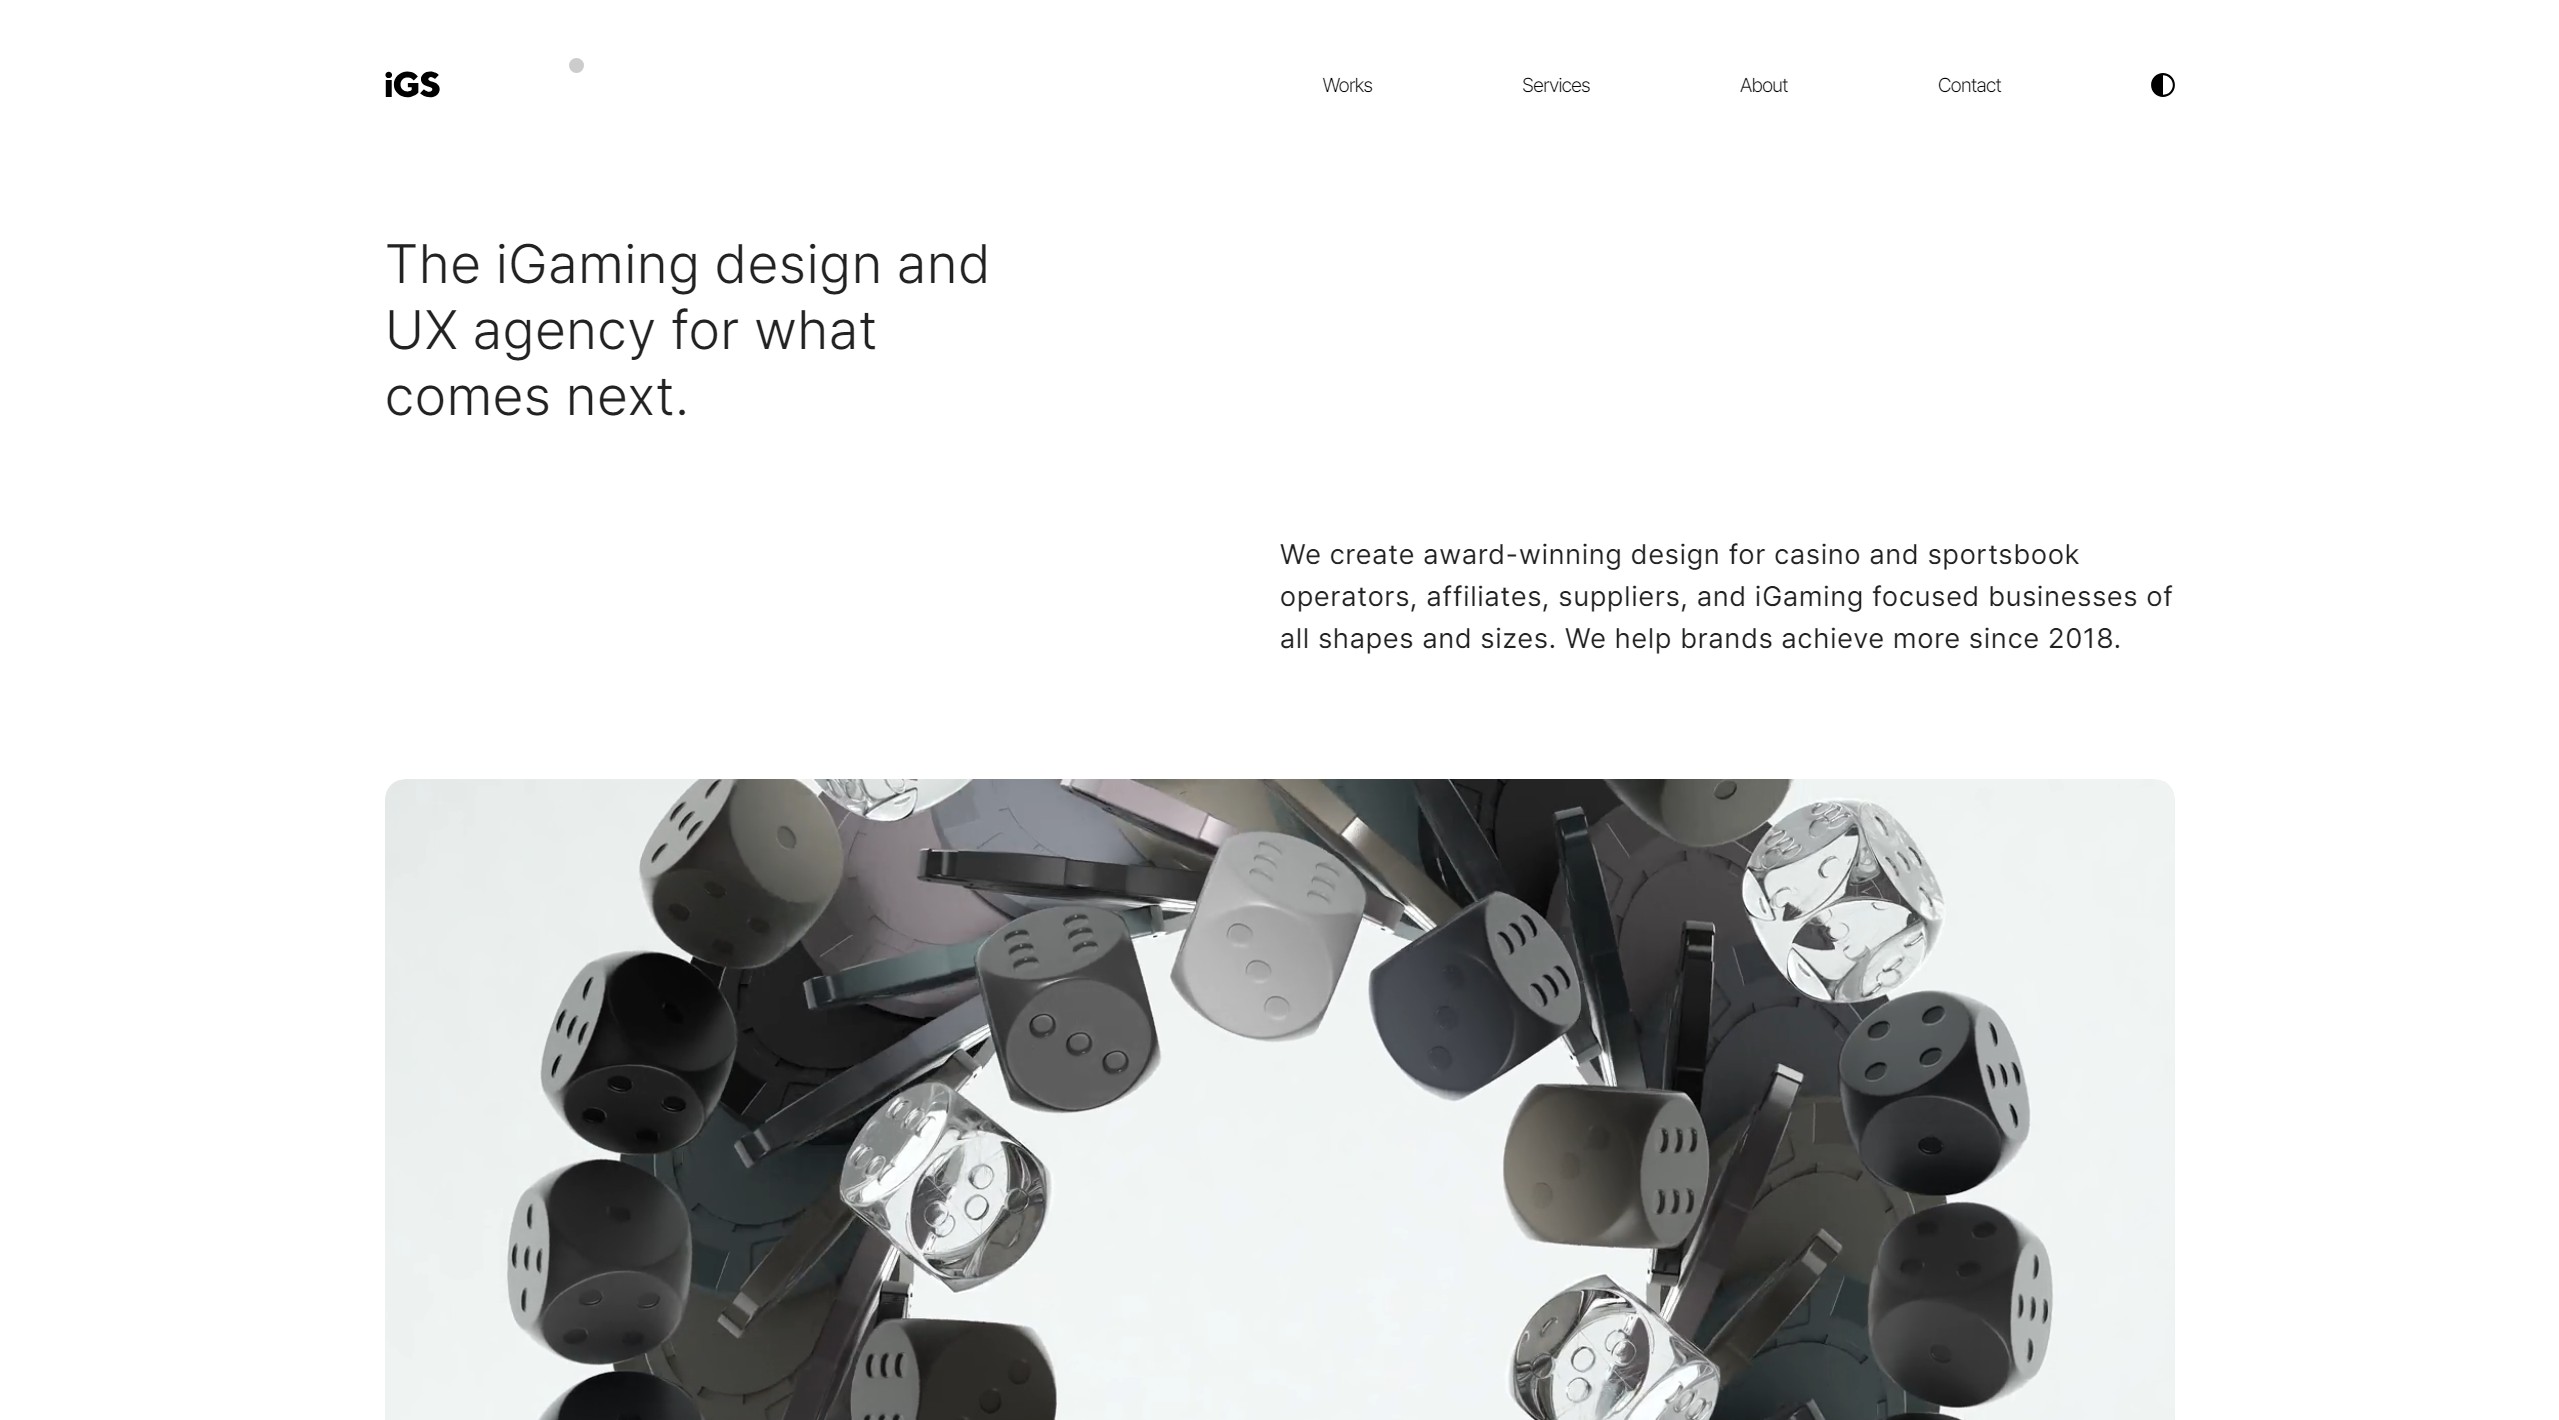 iGS
Works
Services
About
Contact
The iGaming design and
UX agency for what
comes next.
We create award-winning design for casino and sportsbook
operators, affiliates, suppliers, and iGaming focused businesses of
all shapes and sizes. We help brands achieve more since 2018.